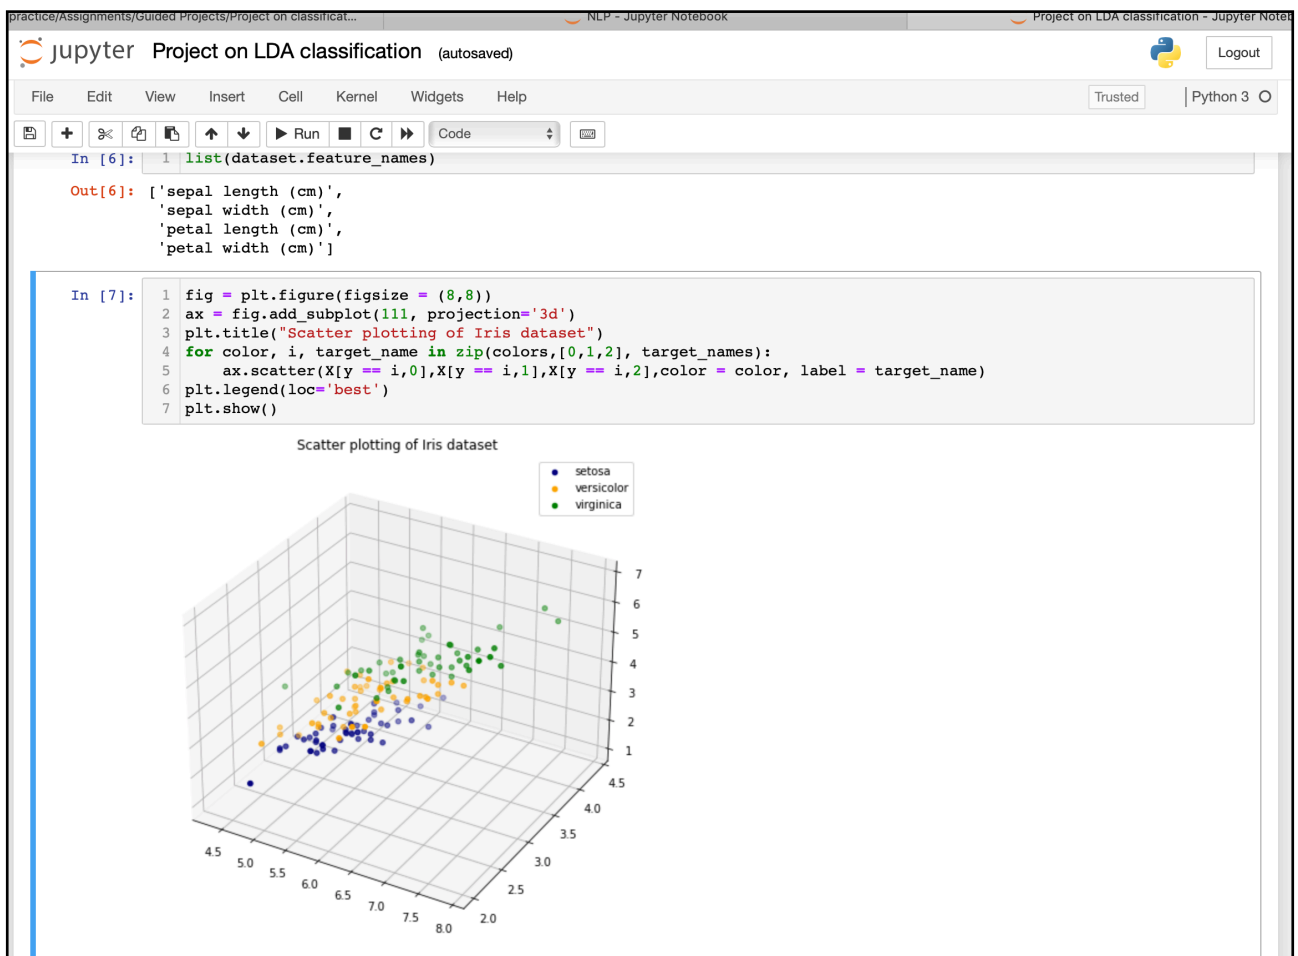 practice/Assignments/Guided Projects/Project on classificat... NLP - Jupyter Notebook Project on LDA classification - Jupyter Noteb
jupyter Project on LDA classification (autosaved) Logout
File Edit View Insert Cell Kernel Widgets Help Trusted Python 3
Run Code
In [6]: 1 list(dataset.feature_names)
Out[6]: ['sepal length (cm)',
'sepal width (cm)',
'petal length (cm)',
'petal width (cm)']
In [7]: 1 fig = plt.figure(figsize = (8,8))
2 ax = fig.add_subplot(111, projection='3d')
3 plt.title("Scatter plotting of Iris dataset")
4 for color, i, target_name in zip(colors,[0,1,2], target_names):
5     ax.scatter(X[y == i,0],X[y == i,1],X[y == i,2],color = color, label = target_name)
6 plt.legend(loc='best')
7 plt.show()
Scatter plotting of Iris dataset
setosa
versicolor
virginica
7
6
5
4
3
2
1
4.5
4.0
3.5
3.0
2.5
2.0
4.5
5.0
5.5
6.0
6.5
7.0
7.5
8.0